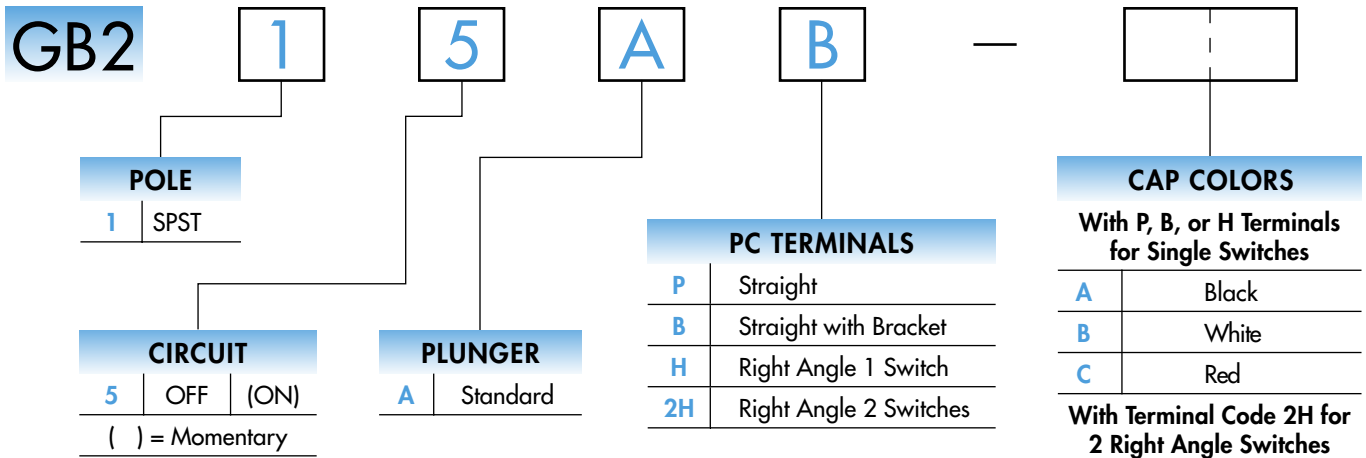 GB2 1 5 A B —
POLE
1 SPST
CIRCUIT
5 OFF (ON)
( ) = Momentary
PLUNGER
A Standard
PC TERMINALS
P Straight
B Straight with Bracket
H Right Angle 1 Switch
2H Right Angle 2 Switches
CAP COLORS
With P, B, or H Terminals
for Single Switches
A Black
B White
C Red
With Terminal Code 2H for
2 Right Angle Switches